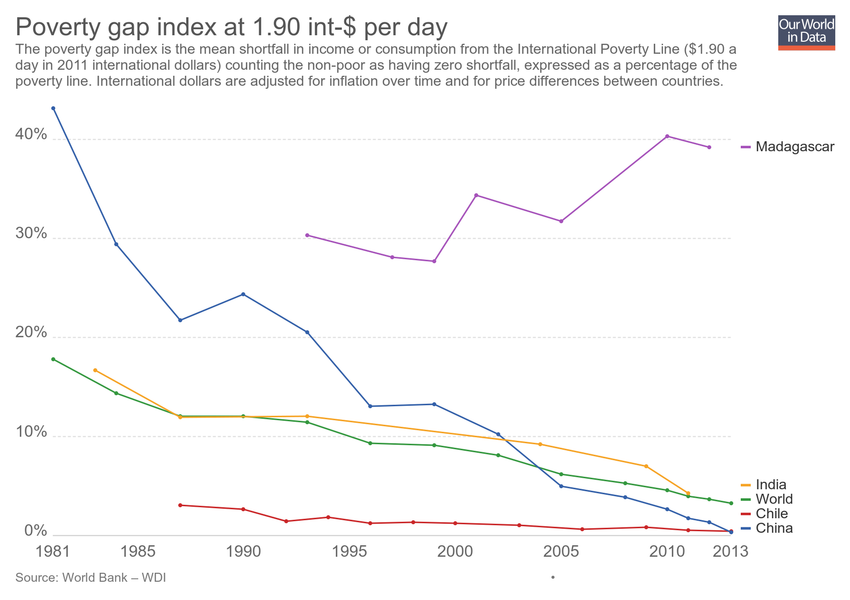 Poverty gap index at 1.90 int-$ per day
Our World
in Data
The poverty gap index is the mean shortfall in income or consumption from the International Poverty Line ($1.90 a
day in 2011 international dollars) counting the non-poor as having zero shortfall, expressed as a percentage of the
poverty line. International dollars are adjusted for inflation over time and for price differences between countries.
40%
Madagascar
30%
20%
10%
India
World
Chile
China
0%
1981 1985 1990 1995 2000 2005 2010 2013
Source: World Bank – WDI